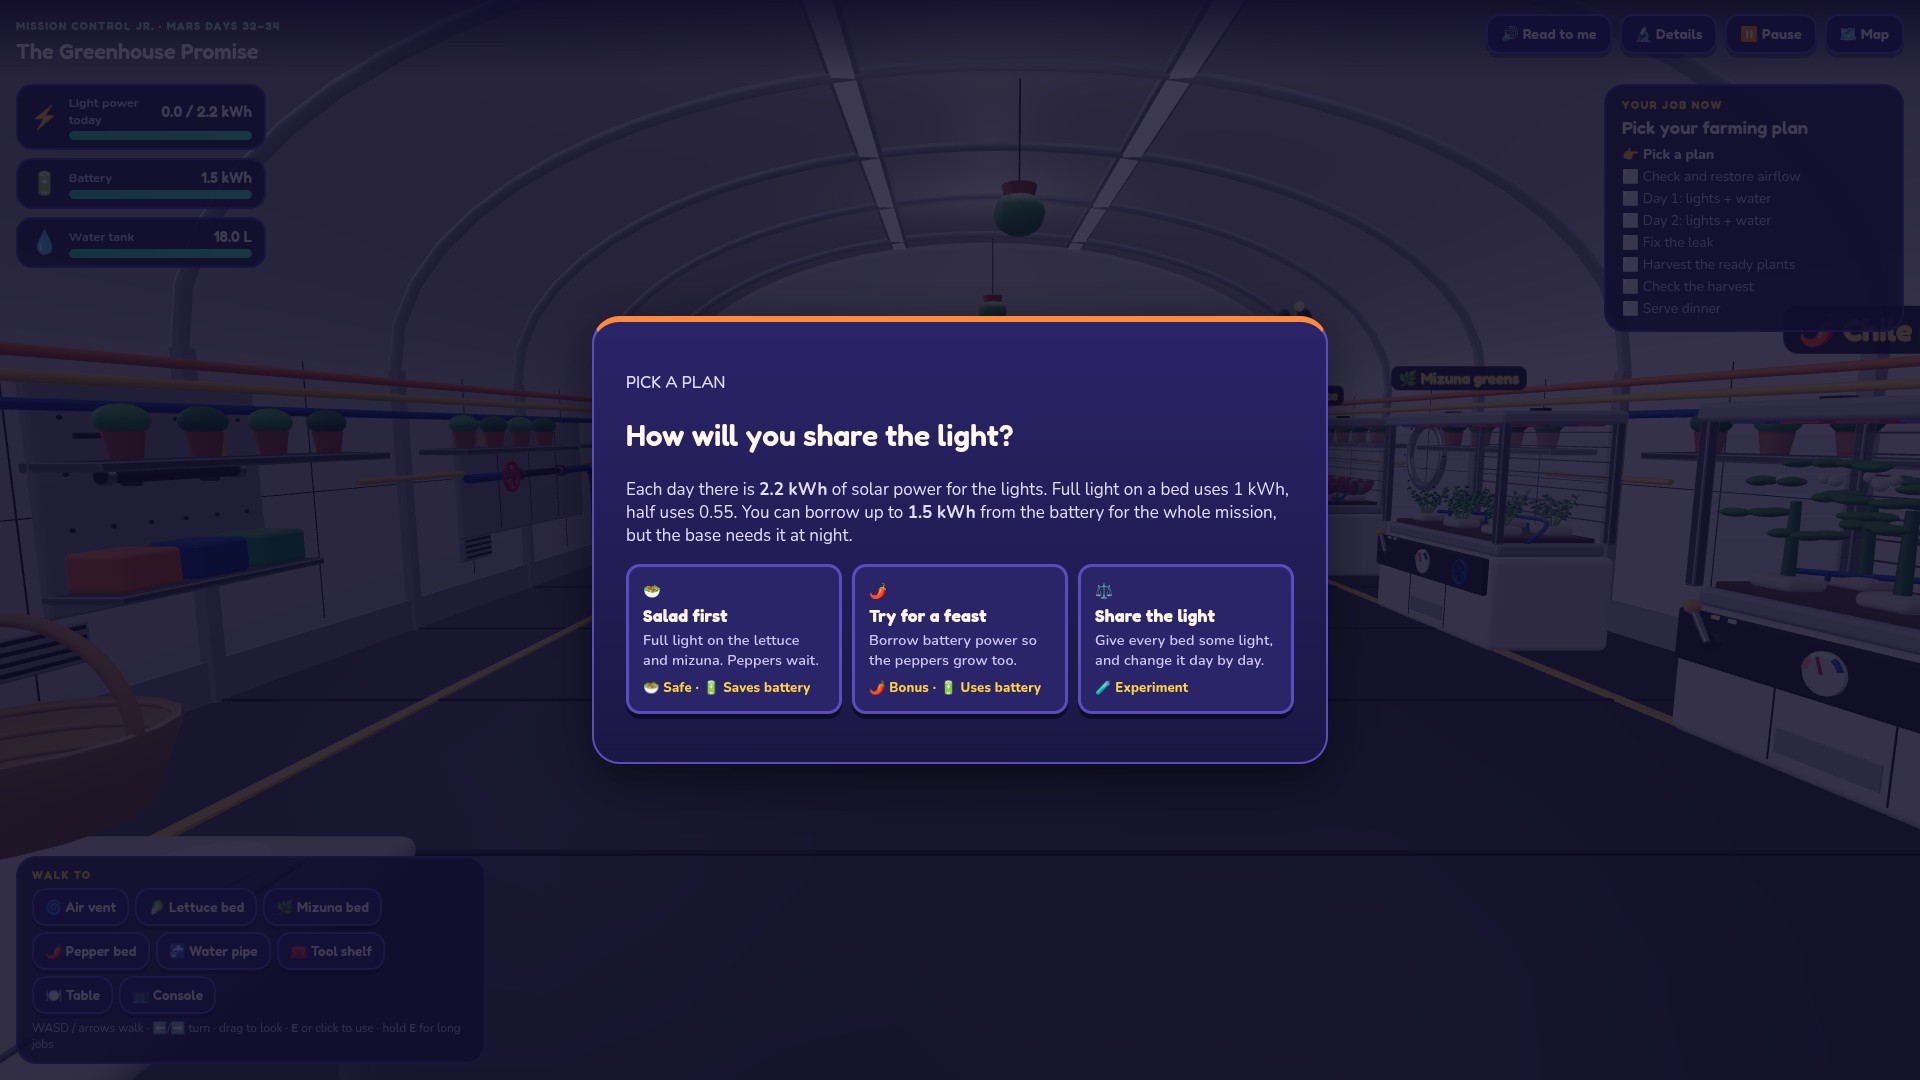 MISSION CONTROL JR. · MARS DAYS 32–34
The Greenhouse Promise
🔊 Read to me
🔬 Details
⏸️ Pause
🗺️ Map
⚡ Light power today 0.0 / 2.2 kWh
🔋 Battery 1.5 kWh
💧 Water tank 18.0 L
YOUR JOB NOW
Pick your farming plan
👉 Pick a plan
⬜ Check and restore airflow
⬜ Day 1: lights + water
⬜ Day 2: lights + water
⬜ Fix the leak
⬜ Harvest the ready plants
⬜ Check the harvest
⬜ Serve dinner
🌶️ Chile
🌿 Mizuna greens
PICK A PLAN
How will you share the light?
Each day there is 2.2 kWh of solar power for the lights. Full light on a bed uses 1 kWh,
half uses 0.55. You can borrow up to 1.5 kWh from the battery for the whole mission,
but the base needs it at night.
🥗
Salad first
Full light on the lettuce
and mizuna. Peppers wait.
🥗 Safe · 🔋 Saves battery
🌶️
Try for a feast
Borrow battery power so
the peppers grow too.
🌶️ Bonus · 🔋 Uses battery
⚖️
Share the light
Give every bed some light,
and change it day by day.
🧪 Experiment
WALK TO
🌀 Air vent
🥬 Lettuce bed
🌿 Mizuna bed
🌶️ Pepper bed
🚰 Water pipe
🧰 Tool shelf
🍽️ Table
📺 Console
WASD / arrows walk · ⬅️/➡️ turn · drag to look · E or click to use · hold E for long
jobs